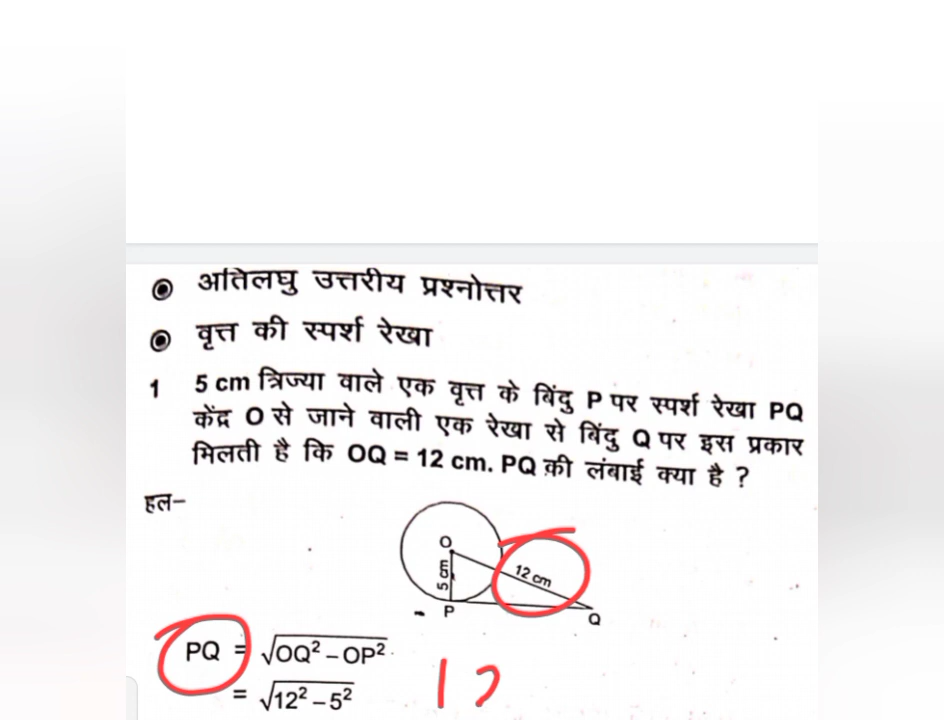 अतिलघु उत्तरीय प्रश्नोत्तर
वृत्त की स्पर्श रेखा
1 5 cm त्रिज्या वाले एक वृत्त के बिंदु P पर स्पर्श रेखा PQ
केंद्र O से जाने वाली एक रेखा से बिंदु Q पर इस प्रकार
मिलती है कि OQ = 12 cm. PQ की लंबाई क्या है ?
हल–
O
5 cm
12 cm
P
Q
PQ = √OQ² – OP²
= √12² – 5²
12